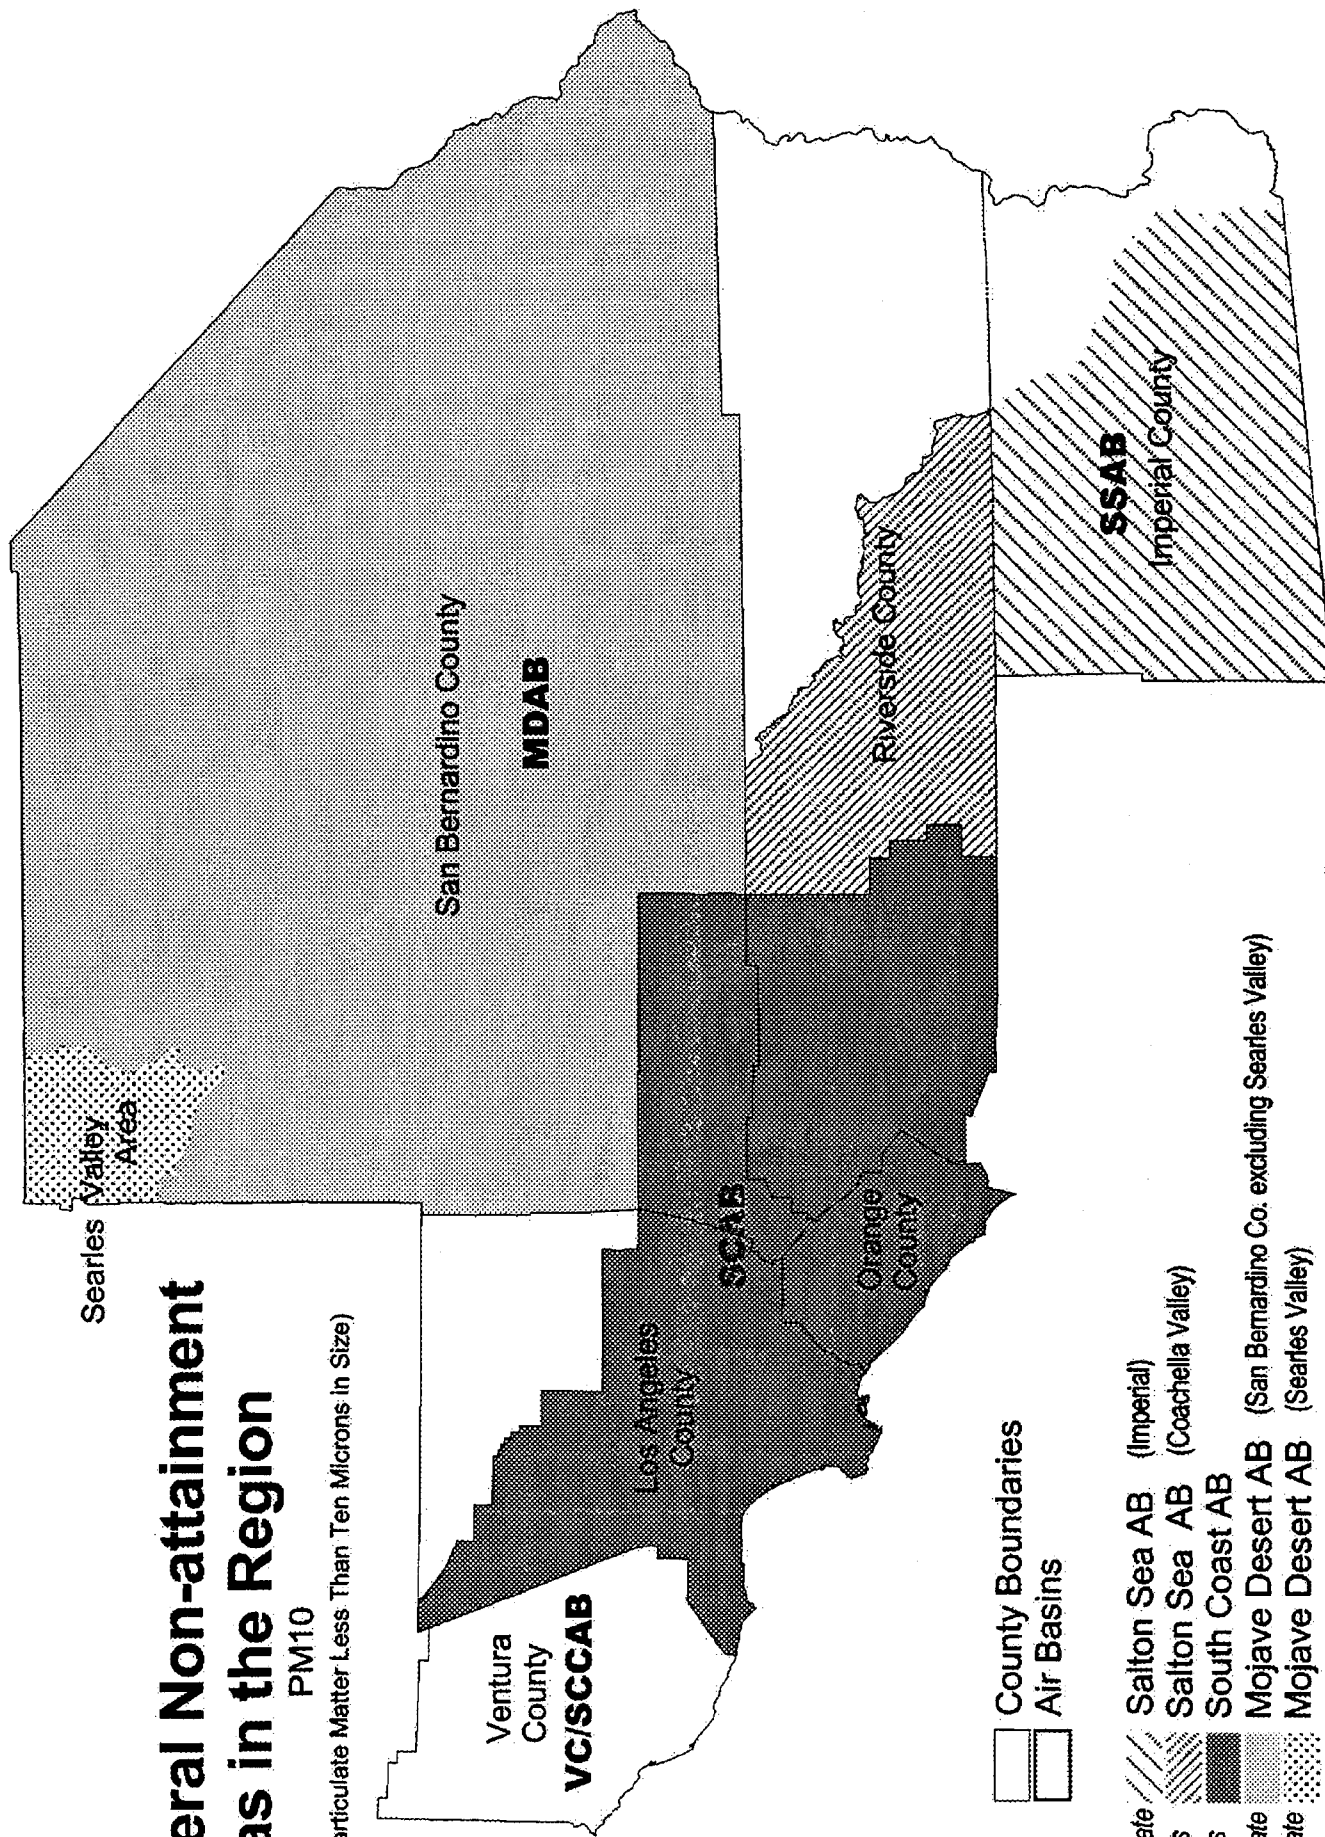 eral Non-attainment
as in the Region
PM10
articulate Matter Less Than Ten Microns in Size)
Searles Valley
Area
San Bernardino County
MDAB
Riverside County
SSAB
Imperial County
SCAB
Orange
County
Los Angeles
County
Ventura
County
VC/SCCAB
County Boundaries
Air Basins
ate Salton Sea AB (Imperial)
s Salton Sea AB (Coachella Valley)
s South Coast AB
ate Mojave Desert AB (San Bernardino Co. excluding Searles Valley)
ate Mojave Desert AB (Searles Valley)